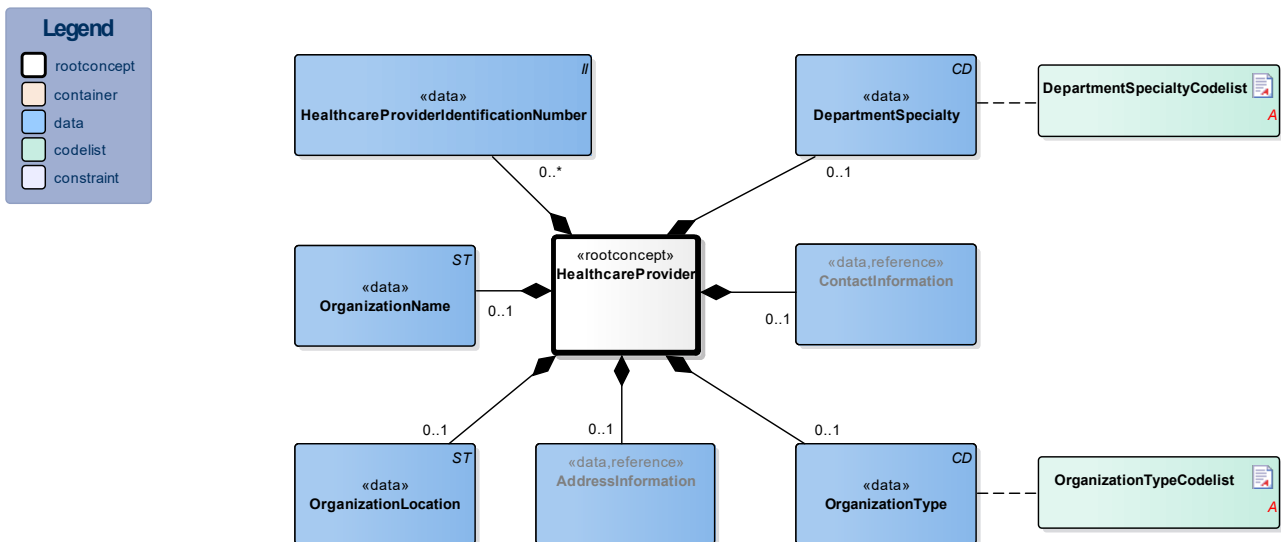 Legend
rootconcept
container
data
codelist
constraint
II
«data»
HealthcareProviderIdentificationNumber
0..*
CD
«data»
DepartmentSpecialty
0..1
DepartmentSpecialtyCodelist
A
«rootconcept»
HealthcareProvider
ST
«data»
OrganizationName
0..1
«data,reference»
ContactInformation
0..1
0..1
ST
«data»
OrganizationLocation
0..1
«data,reference»
AddressInformation
0..1
CD
«data»
OrganizationType
OrganizationTypeCodelist
A